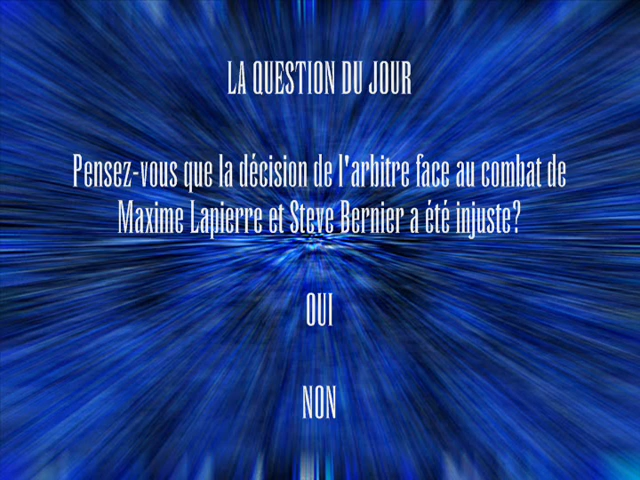 LA QUESTION DU JOUR
Pensez-vous que la décision de l'arbitre face au combat de
Maxime Lapierre et Steve Bernier a été injuste?
OUI
NON